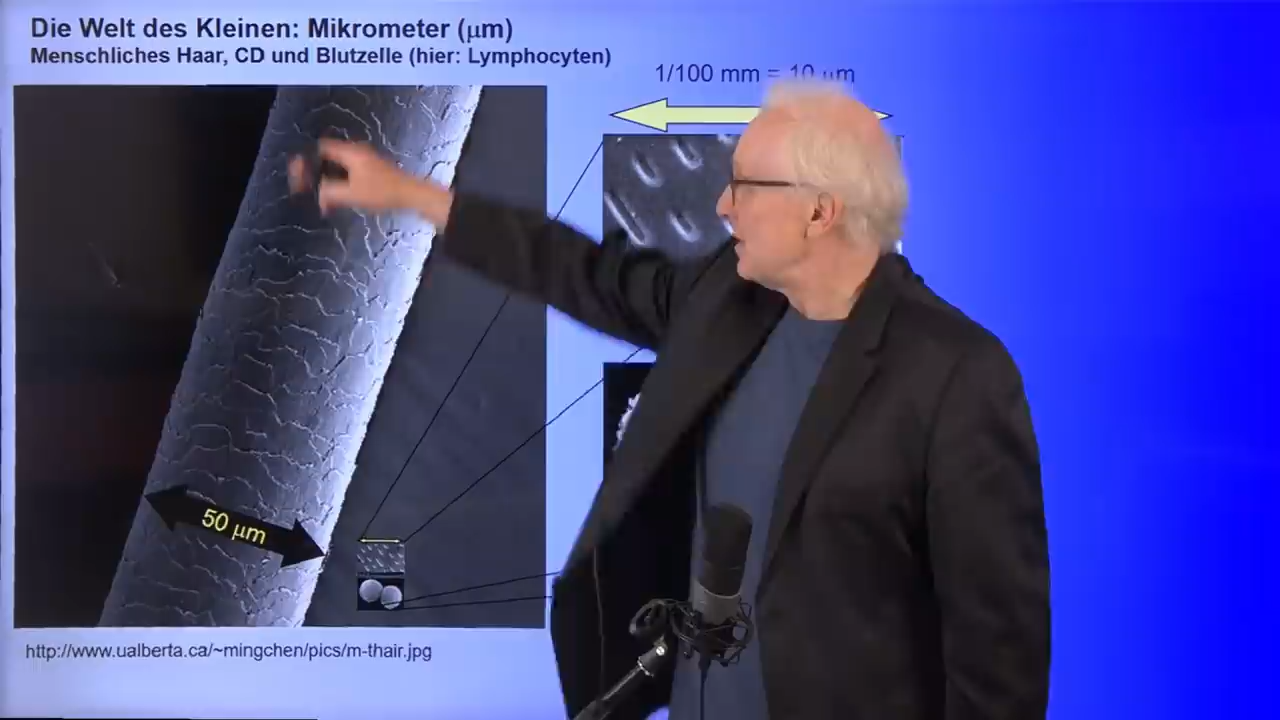 Die Welt des Kleinen: Mikrometer (μm)
Menschliches Haar, CD und Blutzelle (hier: Lymphocyten)
1/100 mm = 10 μm
50 μm
http://www.ualberta.ca/~mingchen/pics/m-thair.jpg